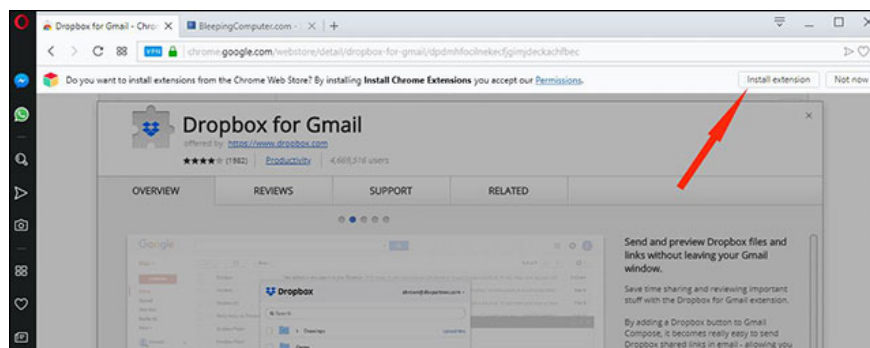 Dropbox for Gmail - Chro
BleepingComputer.com -
VPN
chrome.google.com/webstore/detail/dropbox-for-gmail/dpdmhfocilnekecfjgimjdeckachfbec
Do you want to install extensions from the Chrome Web Store? By installing Install Chrome Extensions you accept our Permissions.
Install extension
Not now
Dropbox for Gmail
offered by https://www.dropbox.com
(1982)
Productivity
users
OVERVIEW
REVIEWS
SUPPORT
RELATED
Google
Dropbox
Search
Drawings
Send and preview Dropbox files and
links without leaving your Gmail
window.
Save time sharing and reviewing important
stuff with the Dropbox for Gmail extension.
By adding a Dropbox button to Gmail
Compose, it becomes really easy to send
Dropbox shared links in email - allowing you